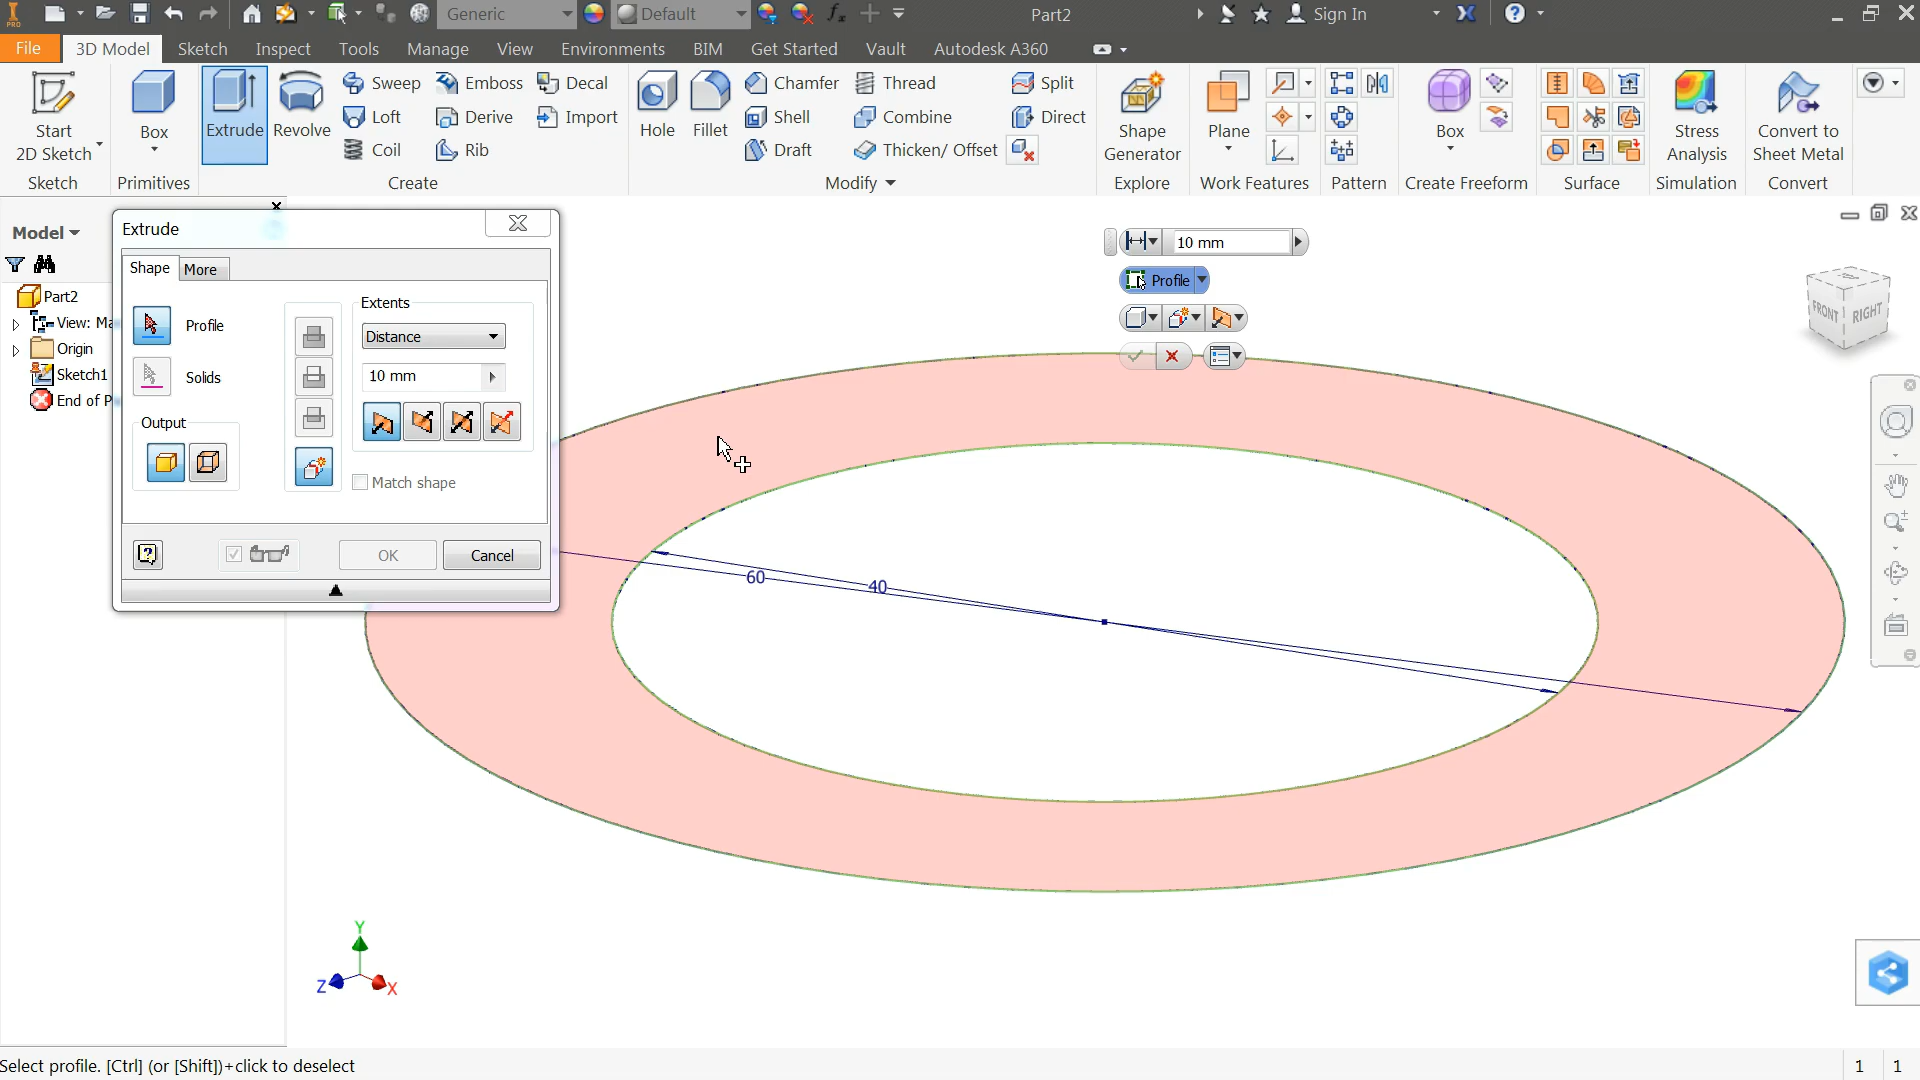 PRO
Generic
Default
Part2
Sign In
File
3D Model
Sketch
Inspect
Tools
Manage
View
Environments
BIM
Get Started
Vault
Autodesk A360
Start
2D Sketch
Sketch
Box
Primitives
Extrude
Revolve
Sweep
Loft
Coil
Emboss
Derive
Rib
Decal
Import
Create
Hole
Fillet
Chamfer
Shell
Draft
Thread
Combine
Thicken/ Offset
Split
Direct
Modify
Shape
Generator
Explore
Plane
Work Features
Pattern
Box
Create Freeform
Surface
Stress
Analysis
Simulation
Convert to
Sheet Metal
Convert
Model
Part2
View: Ma
Origin
Sketch1
End of P
Extrude
Shape
More
Profile
Solids
Output
Extents
Distance
10 mm
Match shape
OK
Cancel
10 mm
Profile
FRONT
RIGHT
60
40
Y
Z
X
Select profile. [Ctrl] (or [Shift])+click to deselect
1
1